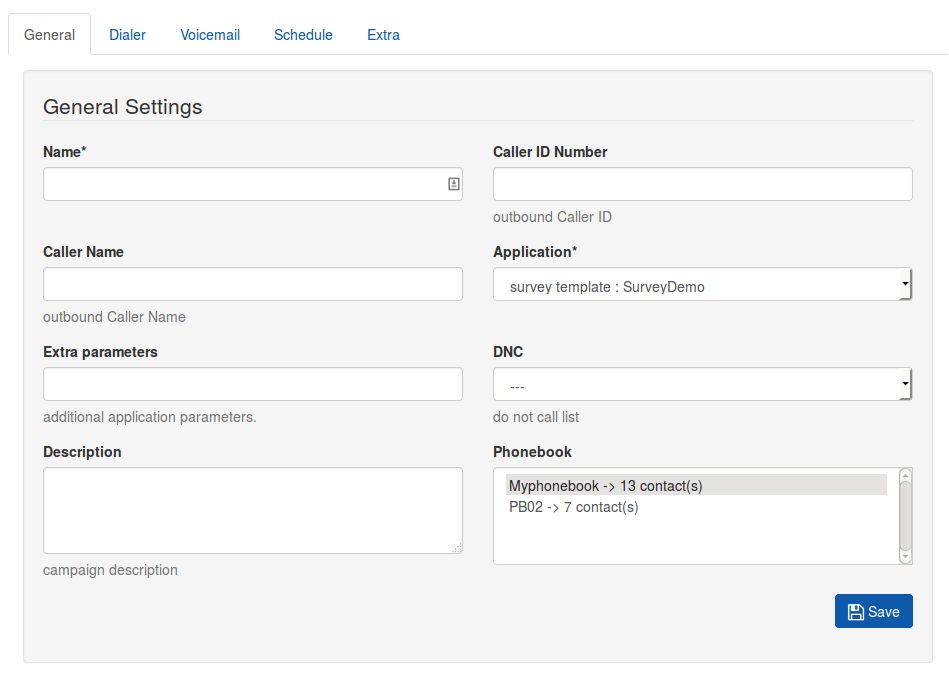 General Dialer Voicemail Schedule Extra
General Settings
Name* Caller ID Number
outbound Caller ID
Caller Name Application*
survey template : SurveyDemo
outbound Caller Name
Extra parameters DNC
---
additional application parameters. do not call list
Description Phonebook
Myphonebook -> 13 contact(s)
PB02 -> 7 contact(s)
campaign description
Save